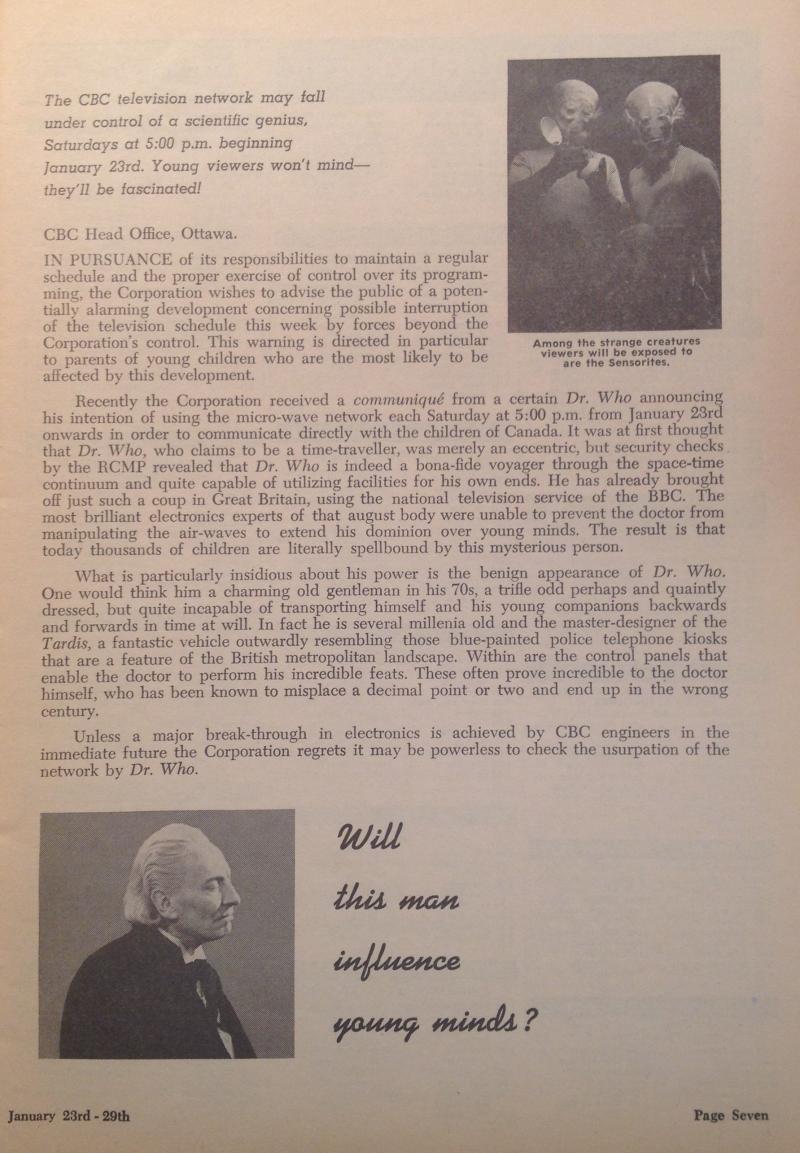 The CBC television network may fall
under control of a scientific genius,
Saturdays at 5:00 p.m. beginning
January 23rd. Young viewers won't mind—
they'll be fascinated!
Among the strange creatures
viewers will be exposed to
are the Sensorites.
CBC Head Office, Ottawa.
IN PURSUANCE of its responsibilities to maintain a regular
schedule and the proper exercise of control over its program-
ming, the Corporation wishes to advise the public of a poten-
tially alarming development concerning possible interruption
of the television schedule this week by forces beyond the
Corporation's control. This warning is directed in particular
to parents of young children who are the most likely to be
affected by this development.
Recently the Corporation received a communiqué from a certain Dr. Who announcing
his intention of using the micro-wave network each Saturday at 5:00 p.m. from January 23rd
onwards in order to communicate directly with the children of Canada. It was at first thought
that Dr. Who, who claims to be a time-traveller, was merely an eccentric, but security checks
by the RCMP revealed that Dr. Who is indeed a bona-fide voyager through the space-time
continuum and quite capable of utilizing facilities for his own ends. He has already brought
off just such a coup in Great Britain, using the national television service of the BBC. The
most brilliant electronics experts of that august body were unable to prevent the doctor from
manipulating the air-waves to extend his dominion over young minds. The result is that
today thousands of children are literally spellbound by this mysterious person.
What is particularly insidious about his power is the benign appearance of Dr. Who.
One would think him a charming old gentleman in his 70s, a trifle odd perhaps and quaintly
dressed, but quite incapable of transporting himself and his young companions backwards
and forwards in time at will. In fact he is several millenia old and the master-designer of the
Tardis, a fantastic vehicle outwardly resembling those blue-painted police telephone kiosks
that are a feature of the British metropolitan landscape. Within are the control panels that
enable the doctor to perform his incredible feats. These often prove incredible to the doctor
himself, who has been known to misplace a decimal point or two and end up in the wrong
century.
Unless a major break-through in electronics is achieved by CBC engineers in the
immediate future the Corporation regrets it may be powerless to check the usurpation of the
network by Dr. Who.
Will
this man
influence
young minds?
January 23rd - 29th
Page Seven